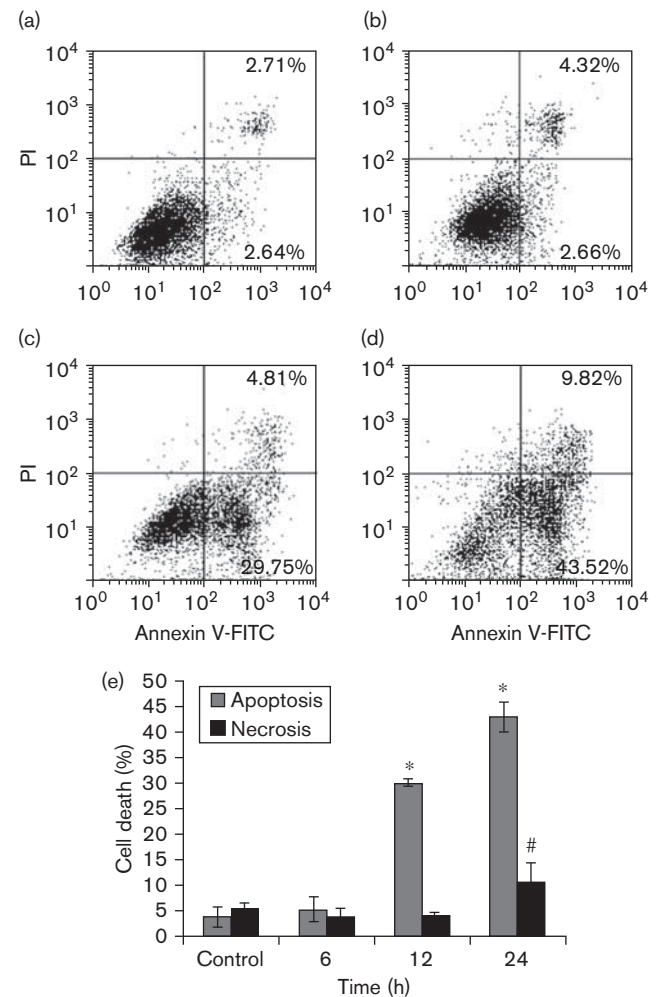 (a)
(b)
10⁴
10³
10²
10¹
PI
2.71%
2.64%
10⁰ 10¹ 10² 10³ 10⁴
10⁴
10³
10²
10¹
4.32%
2.66%
10⁰ 10¹ 10² 10³ 10⁴
(c)
(d)
10⁴
10³
10²
10¹
PI
4.81%
29.75%
10⁰ 10¹ 10² 10³ 10⁴
Annexin V-FITC
10⁴
10³
10²
10¹
9.82%
43.52%
10⁰ 10¹ 10² 10³ 10⁴
Annexin V-FITC
(e)
Cell death (%)
50
45
40
35
30
25
20
15
10
5
0
Apoptosis
Necrosis
*
*
#
Control 6 12 24
Time (h)